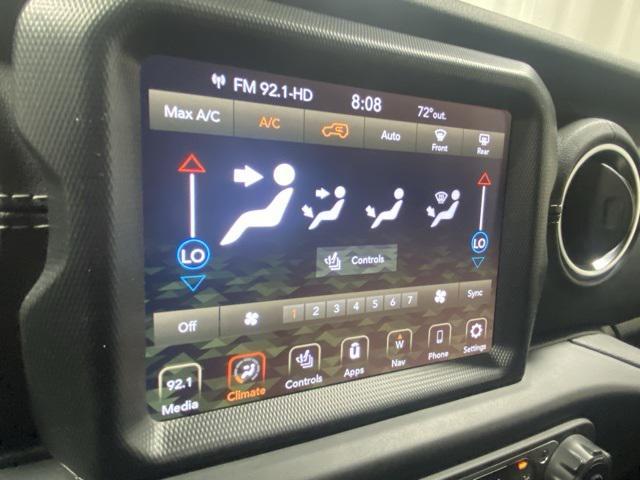 FM 92.1-HD 8:08 72°out.
Max A/C A/C Auto Front Rear
LO LO
Controls
Off 1 2 3 4 5 6 7 Sync
92.1 W
Media Climate Controls Apps Nav Phone Settings